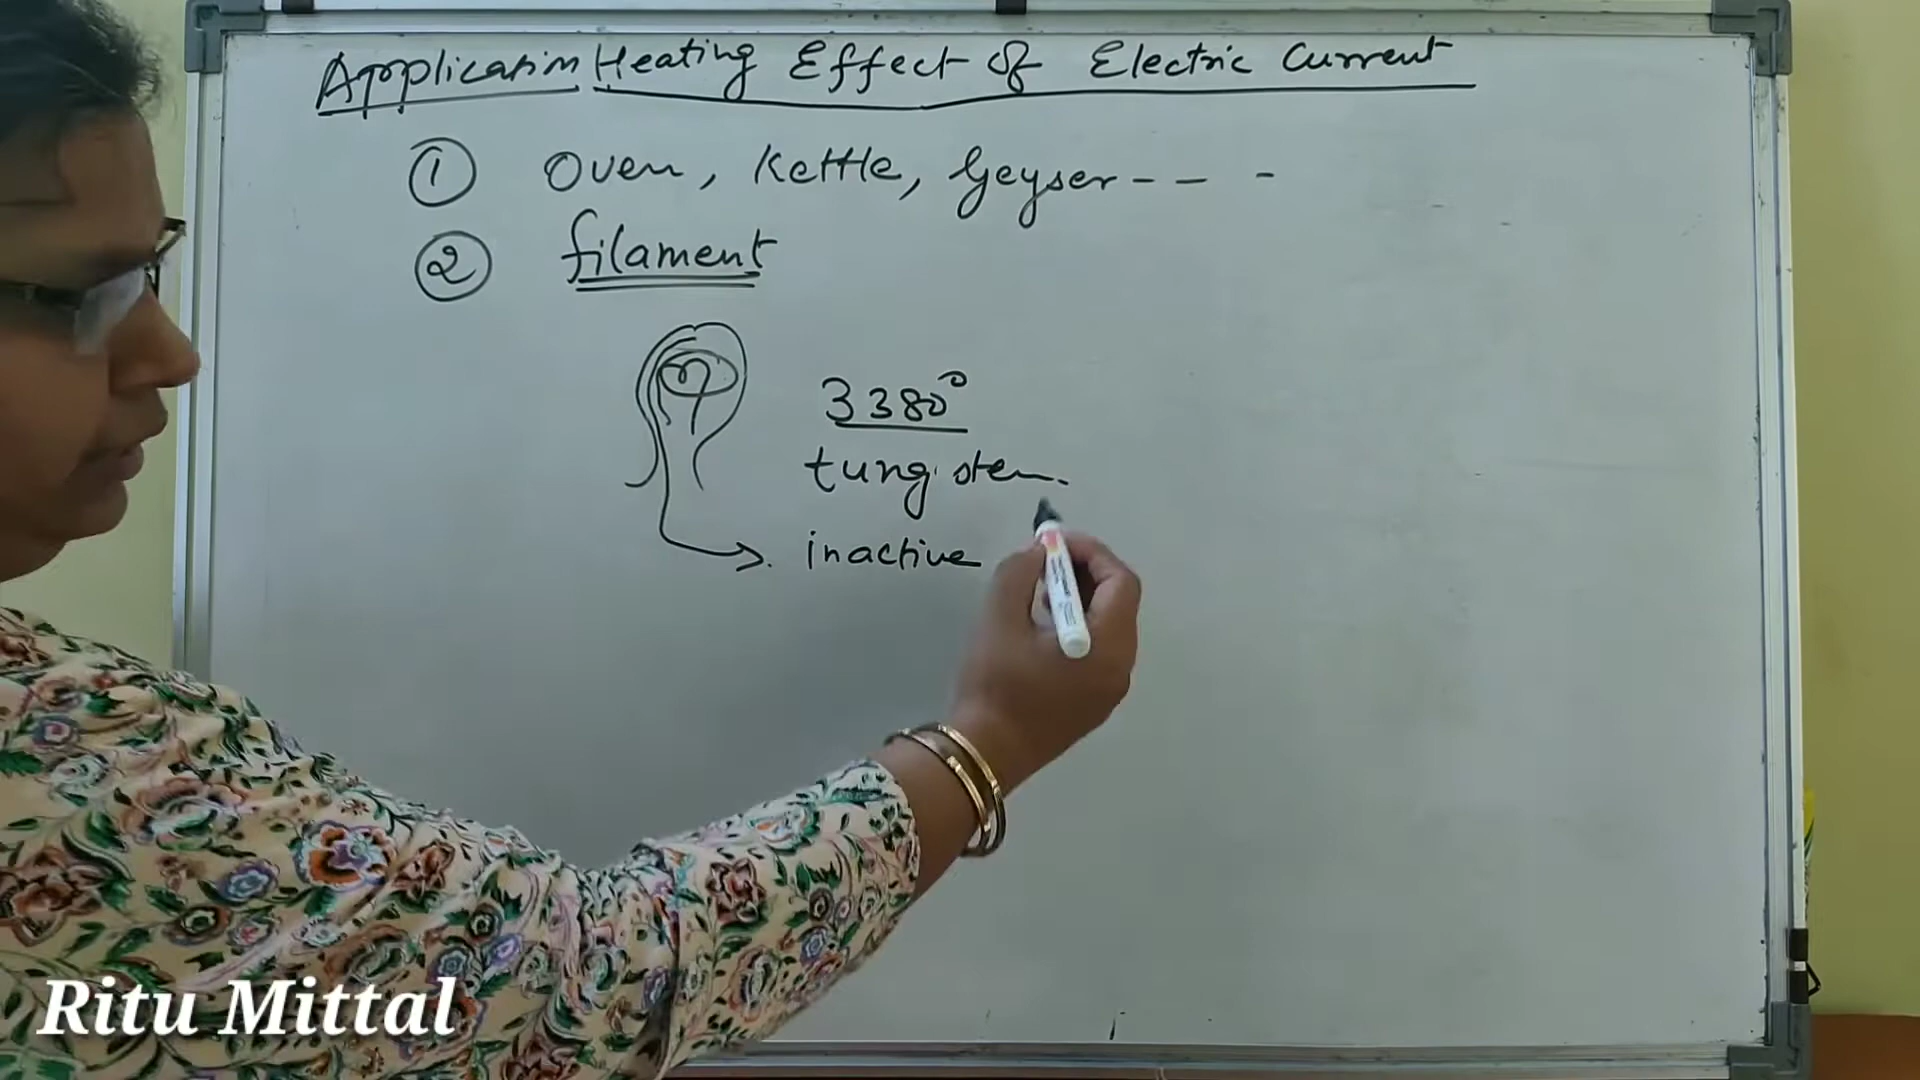 Application Heating Effect of Electric Current
① Oven, Kettle, Geyser - - -
② filament
3380°
tungsten.
inactive
Ritu Mittal